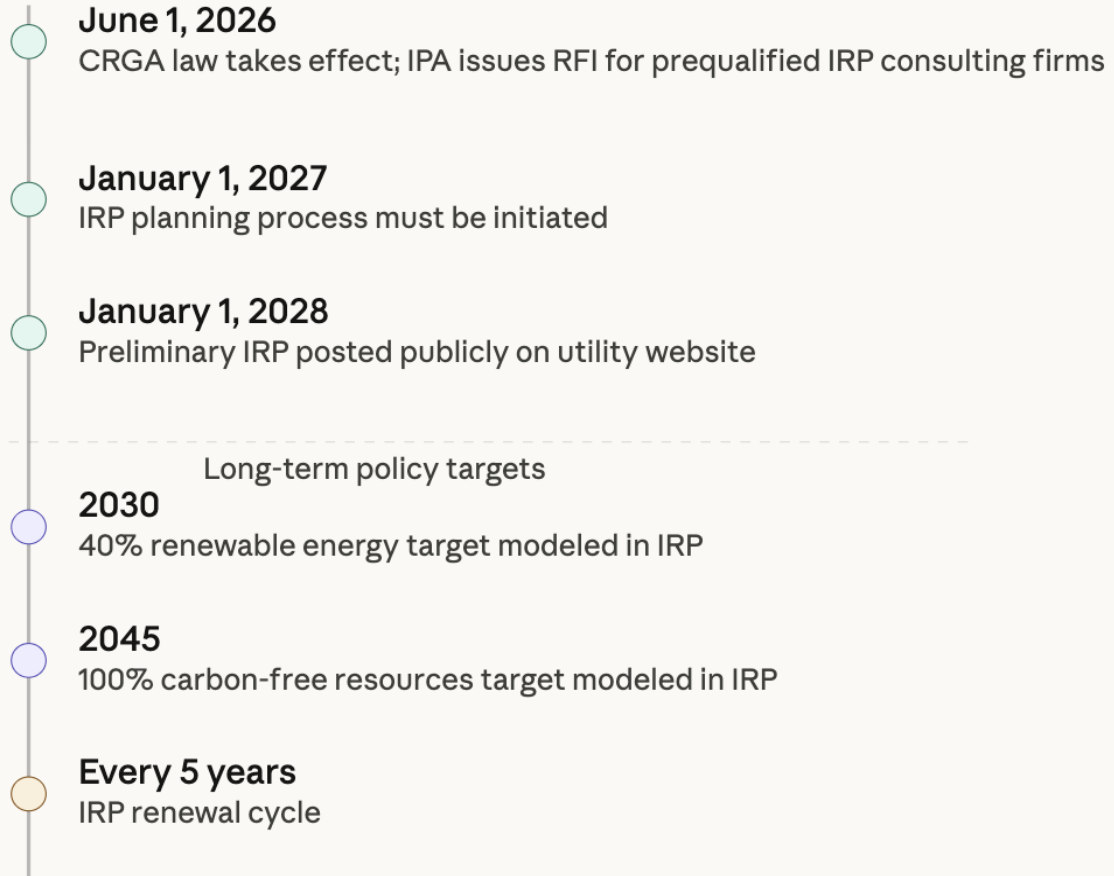 June 1, 2026
CRGA law takes effect; IPA issues RFI for prequalified IRP consulting firms
January 1, 2027
IRP planning process must be initiated
January 1, 2028
Preliminary IRP posted publicly on utility website
Long-term policy targets
2030
40% renewable energy target modeled in IRP
2045
100% carbon-free resources target modeled in IRP
Every 5 years
IRP renewal cycle